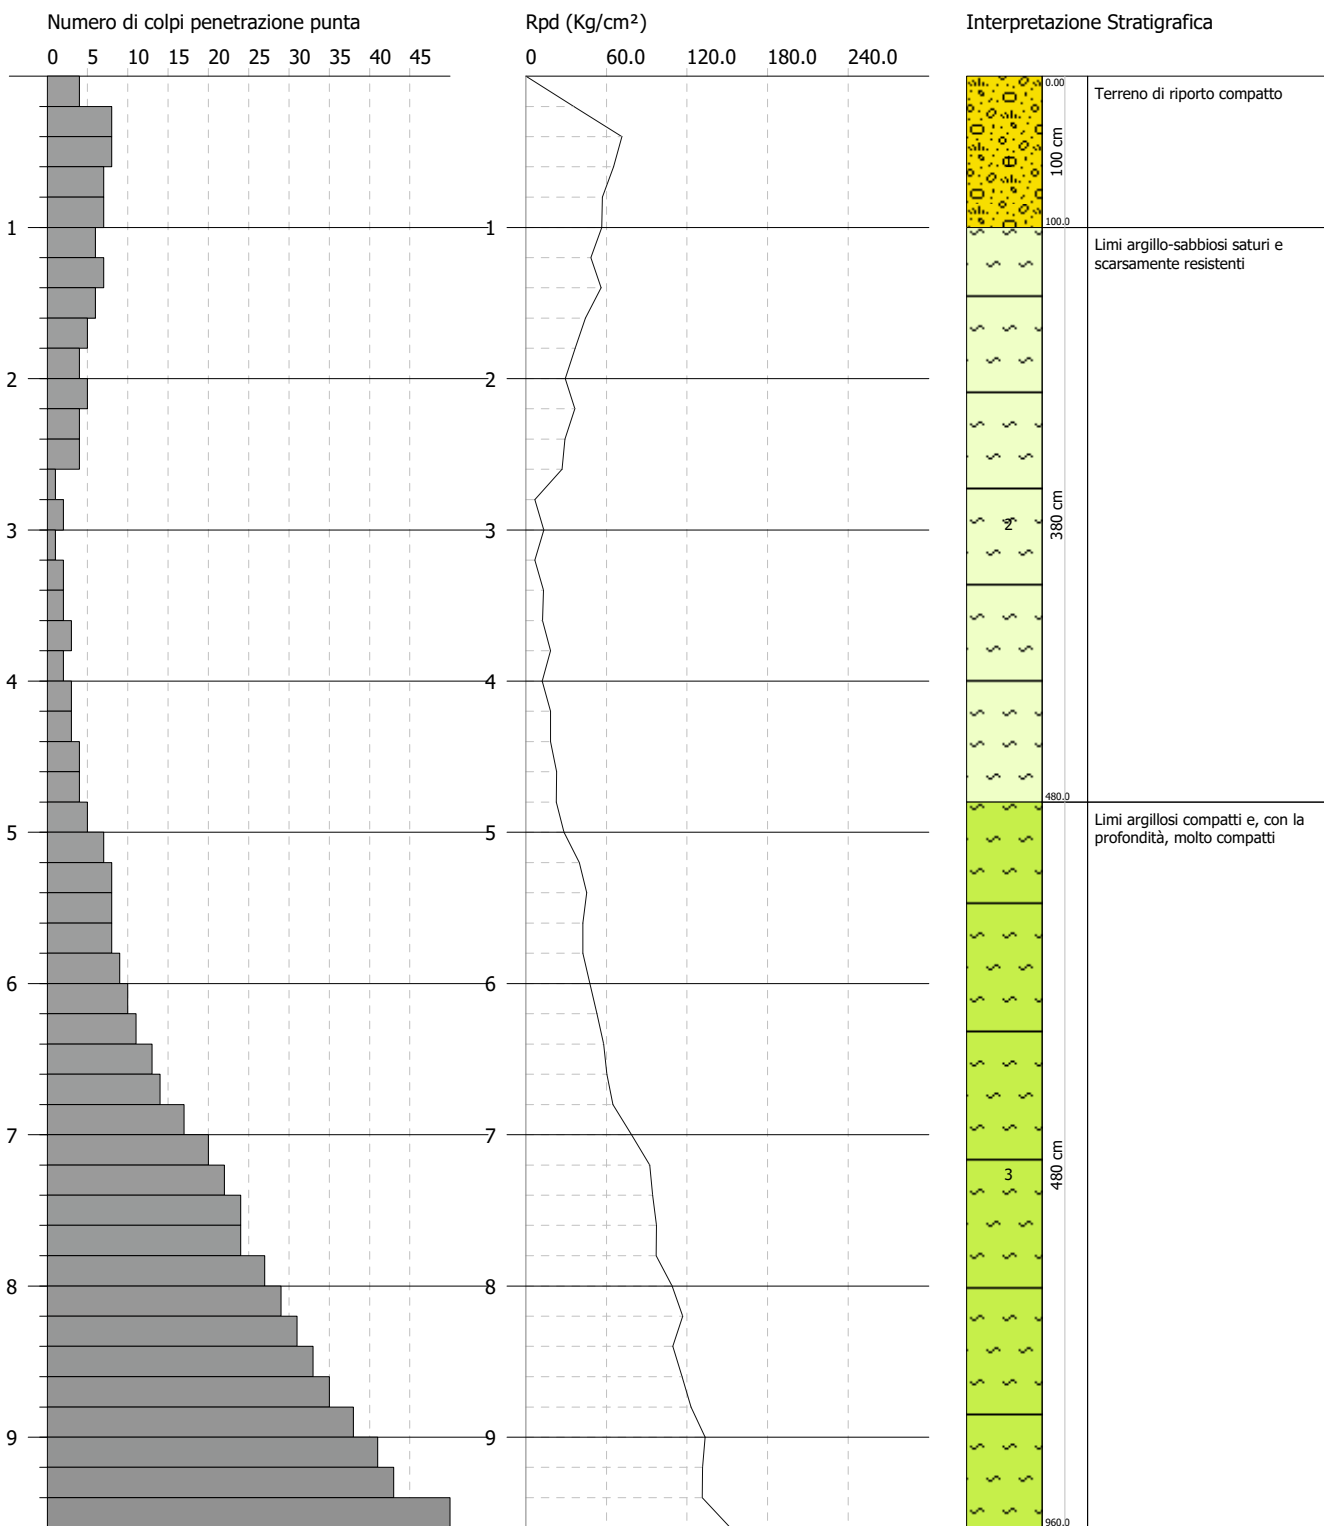 Numero di colpi penetrazione punta
Rpd (Kg/cm²)
Interpretazione Stratigrafica
0 5 10 15 20 25 30 35 40 45
0 60.0 120.0 180.0 240.0
0.00
Terreno di riporto compatto
100 cm
100.0
1 1
Limi argillo-sabbiosi saturi e
scarsamente resistenti
2 2
380 cm
2
3 3
4 4
480.0
Limi argillosi compatti e, con la
profondità, molto compatti
5 5
6 6
7 7
480 cm
3
8 8
9 9
960.0